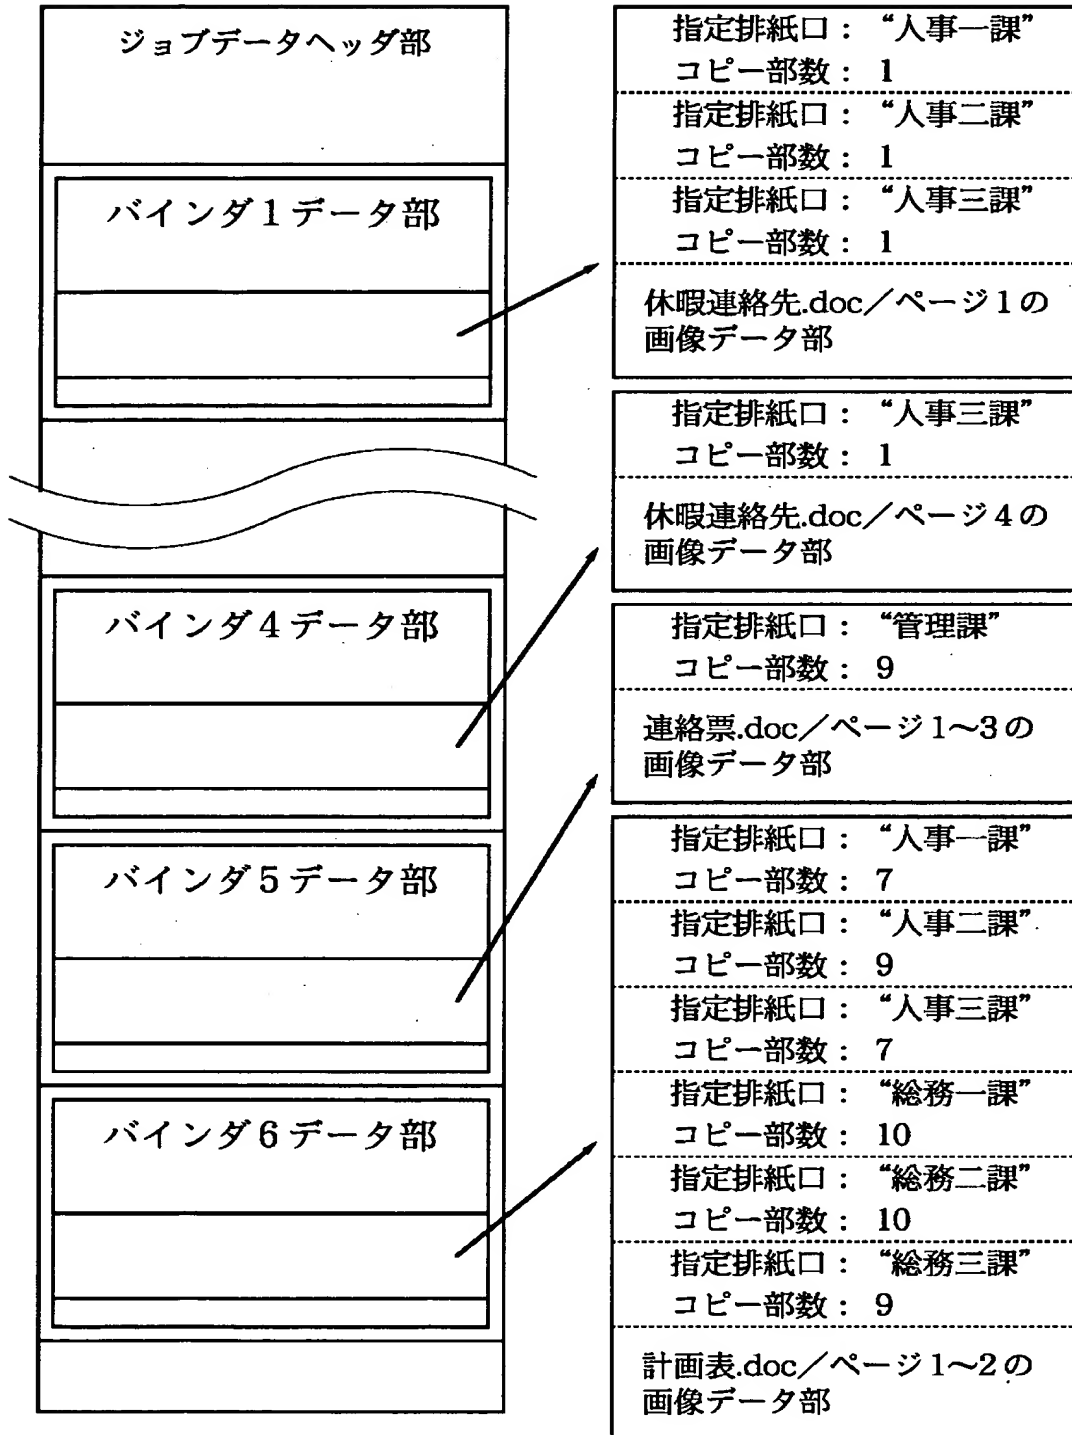 ジョブデータヘッダ部
バインダ1データ部
バインダ4データ部
バインダ5データ部
バインダ6データ部
指定排紙口： “人事一課”
コピー部数： 1
指定排紙口： “人事二課”
コピー部数： 1
指定排紙口： “人事三課”
コピー部数： 1
休暇連絡先.doc／ページ1の
画像データ部
指定排紙口： “人事三課”
コピー部数： 1
休暇連絡先.doc／ページ4の
画像データ部
指定排紙口： “管理課”
コピー部数： 9
連絡票.doc／ページ1～3の
画像データ部
指定排紙口： “人事一課”
コピー部数： 7
指定排紙口： “人事二課”
コピー部数： 9
指定排紙口： “人事三課”
コピー部数： 7
指定排紙口： “総務一課”
コピー部数： 10
指定排紙口： “総務二課”
コピー部数： 10
指定排紙口： “総務三課”
コピー部数： 9
計画表.doc／ページ1～2の
画像データ部